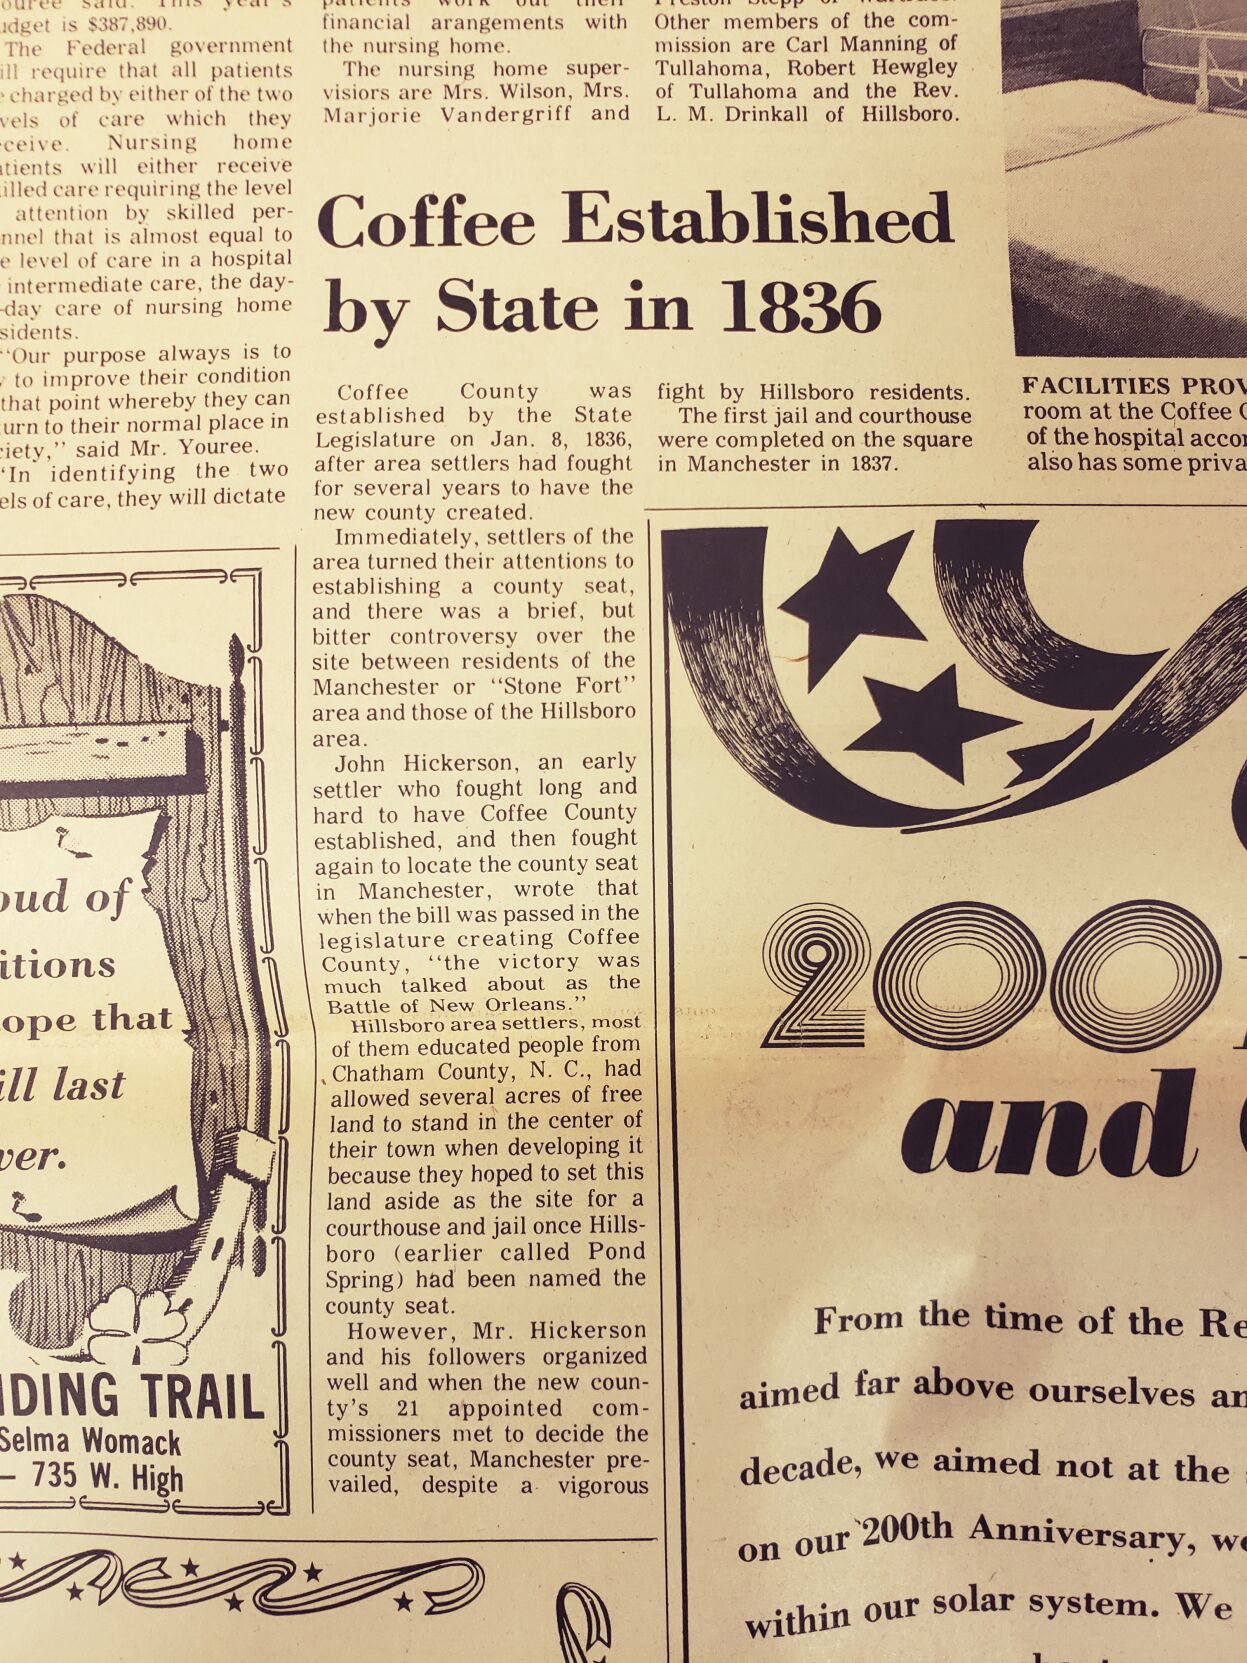 said. This year's
is $387,890.
The Federal government
require that all patients
charged by either of the two
of care which they
Nursing home
will either receive
care requiring the level
attention by skilled per-
that is almost equal to
level of care in a hospital
intermediate care, the day-
day care of nursing home
"Our purpose always is to
to improve their condition
that point whereby they can
to their normal place in
said Mr. Youree.
"In identifying the two
of care, they will dictate
patients work out their
financial arangements with
the nursing home.
The nursing home super-
visiors are Mrs. Wilson, Mrs.
Marjorie Vandergriff and
Preston Stepp of
Other members of the com-
mission are Carl Manning of
Tullahoma, Robert Hewgley
of Tullahoma and the Rev.
L. M. Drinkall of Hillsboro.
Coffee Established
by State in 1836
Coffee County was
established by the State
Legislature on Jan. 8, 1836,
after area settlers had fought
for several years to have the
new county created.
Immediately, settlers of the
area turned their attentions to
establishing a county seat,
and there was a brief, but
bitter controversy over the
site between residents of the
Manchester or "Stone Fort"
area and those of the Hillsboro
area.
John Hickerson, an early
settler who fought long and
hard to have Coffee County
established, and then fought
again to locate the county seat
in Manchester, wrote that
when the bill was passed in the
legislature creating Coffee
County, "the victory was
much talked about as the
Battle of New Orleans."
Hillsboro area settlers, most
of them educated people from
Chatham County, N. C., had
allowed several acres of free
land to stand in the center of
their town when developing it
because they hoped to set this
land aside as the site for a
courthouse and jail once Hills-
boro (earlier called Pond
Spring) had been named the
county seat.
However, Mr. Hickerson
and his followers organized
well and when the new coun-
ty's 21 appointed com-
missioners met to decide the
county seat, Manchester pre-
vailed, despite a vigorous
fight by Hillsboro residents.
The first jail and courthouse
were completed on the square
in Manchester in 1837.
FACILITIES PROV
room at the Coffee C
of the hospital accor
also has some priva
oud of
itions
ope that
ill last
ver.
DING TRAIL
Selma Womack
– 735 W. High
200
and
From the time of the Re
aimed far above ourselves an
decade, we aimed not at the
on our 200th Anniversary, we
within our solar system. We